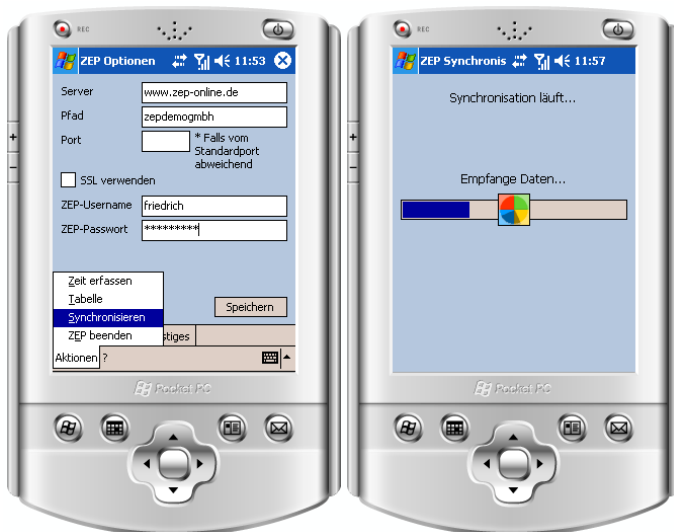 REC
ZEP Optionen 11:53
Server www.zep-online.de
Pfad zepdemogmbh
Port * Falls vom
Standardport
abweichend
SSL verwenden
ZEP-Username friedrich
ZEP-Passwort *********
Zeit erfassen
Tabelle
Synchronisieren
ZEP beenden
Speichern
stiges
Aktionen ?
Pocket PC
REC
ZEP Synchronis 11:57
Synchronisation läuft...
Empfange Daten...
Pocket PC